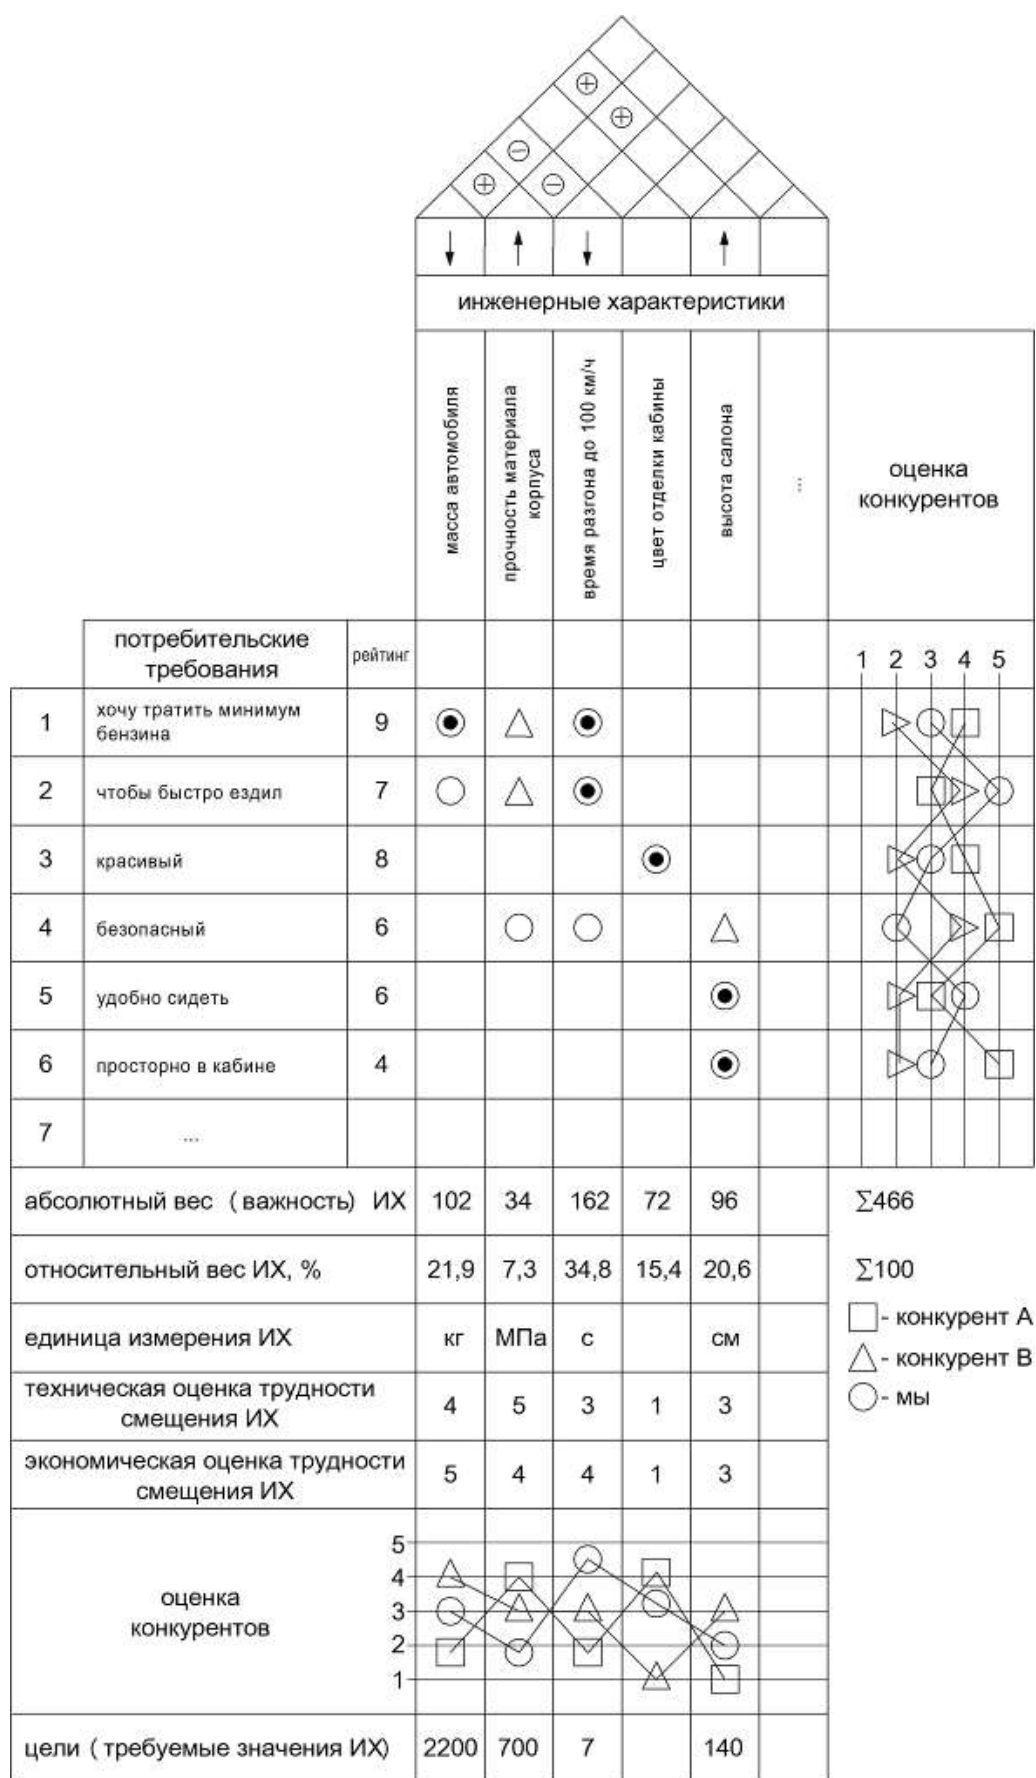 инженерные характеристики
масса автомобиля
прочность материала
корпуса
время разгона до 100 км/ч
цвет отделки кабины
высота салона
...
оценка
конкурентов
потребительские
требования
рейтинг
1 2 3 4 5
1 хочу тратить минимум
бензина 9
2 чтобы быстро ездил 7
3 красивый 8
4 безопасный 6
5 удобно сидеть 6
6 просторно в кабине 4
7 ...
абсолютный вес ( важность) ИХ 102 34 162 72 96 ∑466
относительный вес ИХ, % 21,9 7,3 34,8 15,4 20,6 ∑100
единица измерения ИХ кг МПа с см
- конкурент А
- конкурент В
- мы
техническая оценка трудности
смещения ИХ 4 5 3 1 3
экономическая оценка трудности
смещения ИХ 5 4 4 1 3
оценка
конкурентов
5
4
3
2
1
цели ( требуемые значения ИХ) 2200 700 7 140